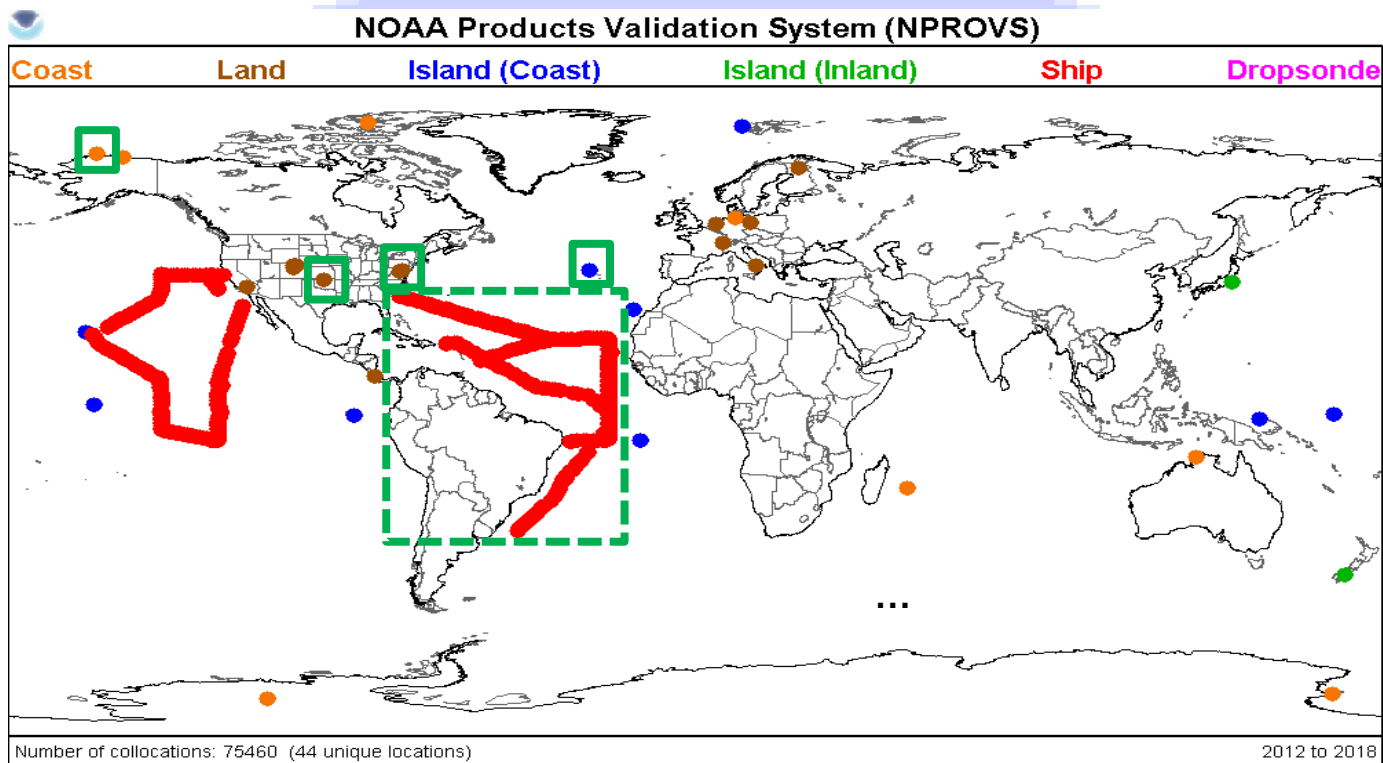 NOAA Products Validation System (NPROVS)
Coast Land Island (Coast) Island (Inland) Ship Dropsonde
...
Number of collocations: 75460 (44 unique locations) 2012 to 2018